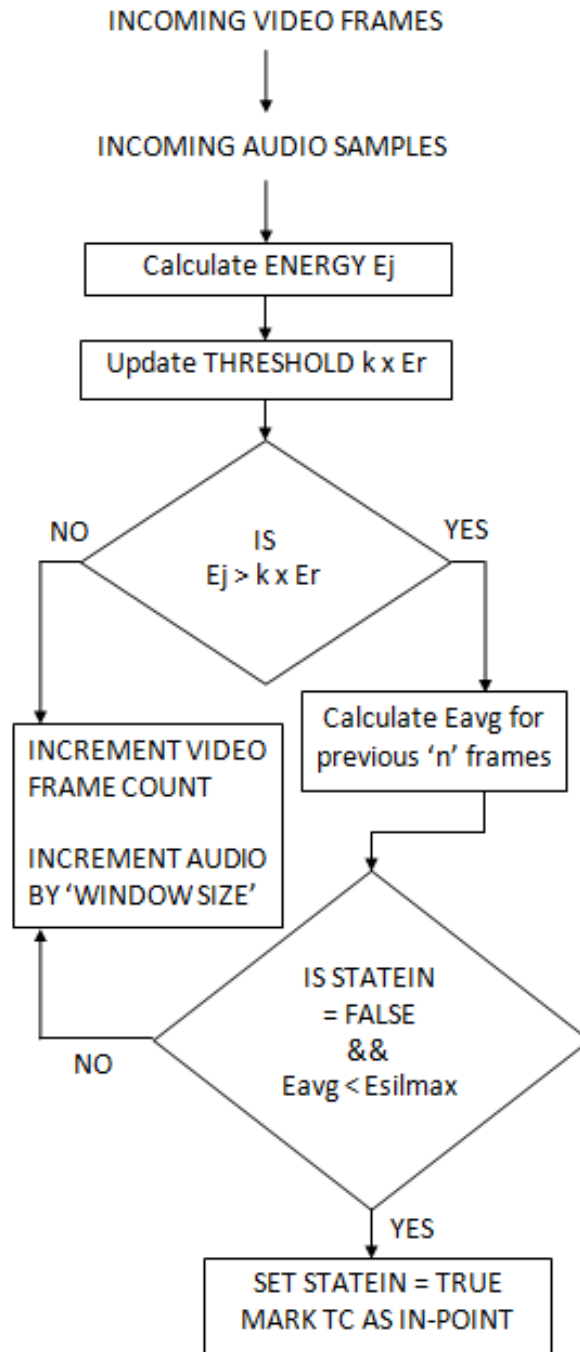 INCOMING VIDEO FRAMES
INCOMING AUDIO SAMPLES
Calculate ENERGY Ej
Update THRESHOLD k x Er
NO
YES
IS
Ej > k x Er
Calculate Eavg for
previous ‘n’ frames
INCREMENT VIDEO
FRAME COUNT
INCREMENT AUDIO
BY ‘WINDOW SIZE’
IS STATEIN
= FALSE
&&
Eavg < Esilmax
NO
YES
SET STATEIN = TRUE
MARK TC AS IN-POINT